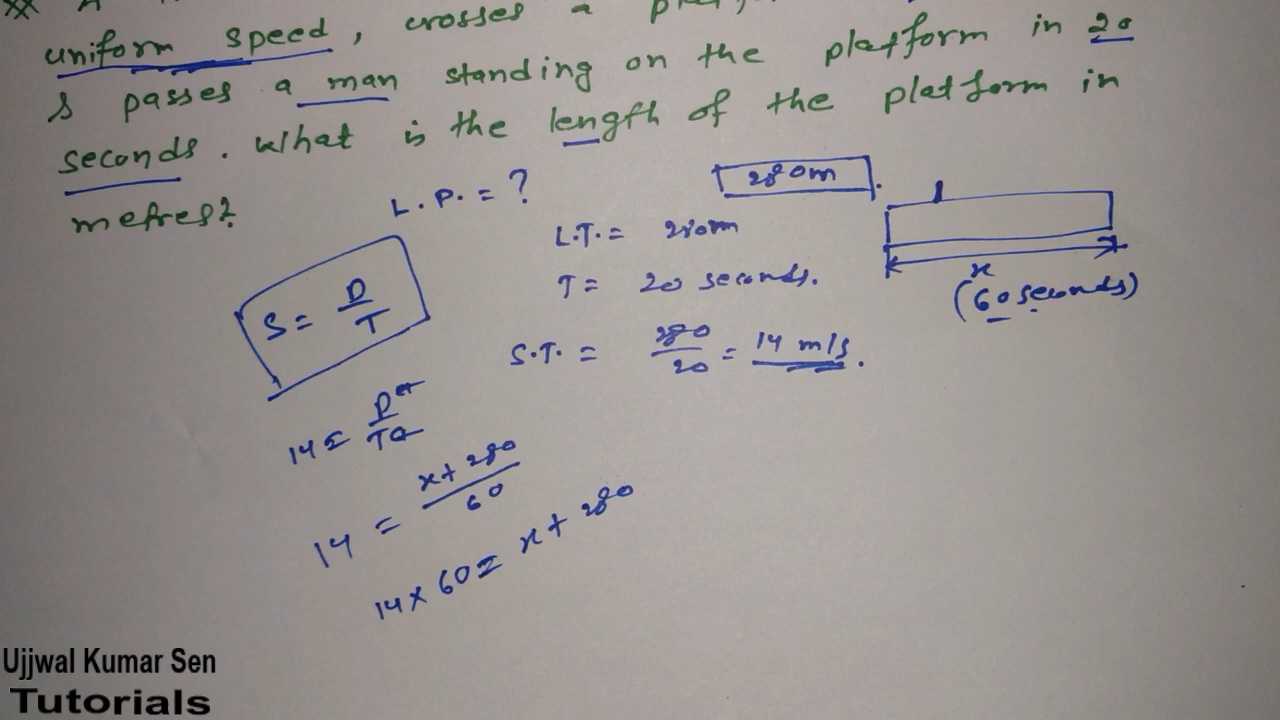 A
uniform speed, crosses a
& passes a man standing on the platform in 20
seconds. What is the length of the platform in
metres?
L.P. = ?
280m
L.T. = 280m
T = 20 seconds.
x
(60 seconds)
S = D/T
S.T. = 280/20 = 14 m/s.
14 = D/T
14 = x+280/60
14 x 60 = x + 280
Ujjwal Kumar Sen
Tutorials